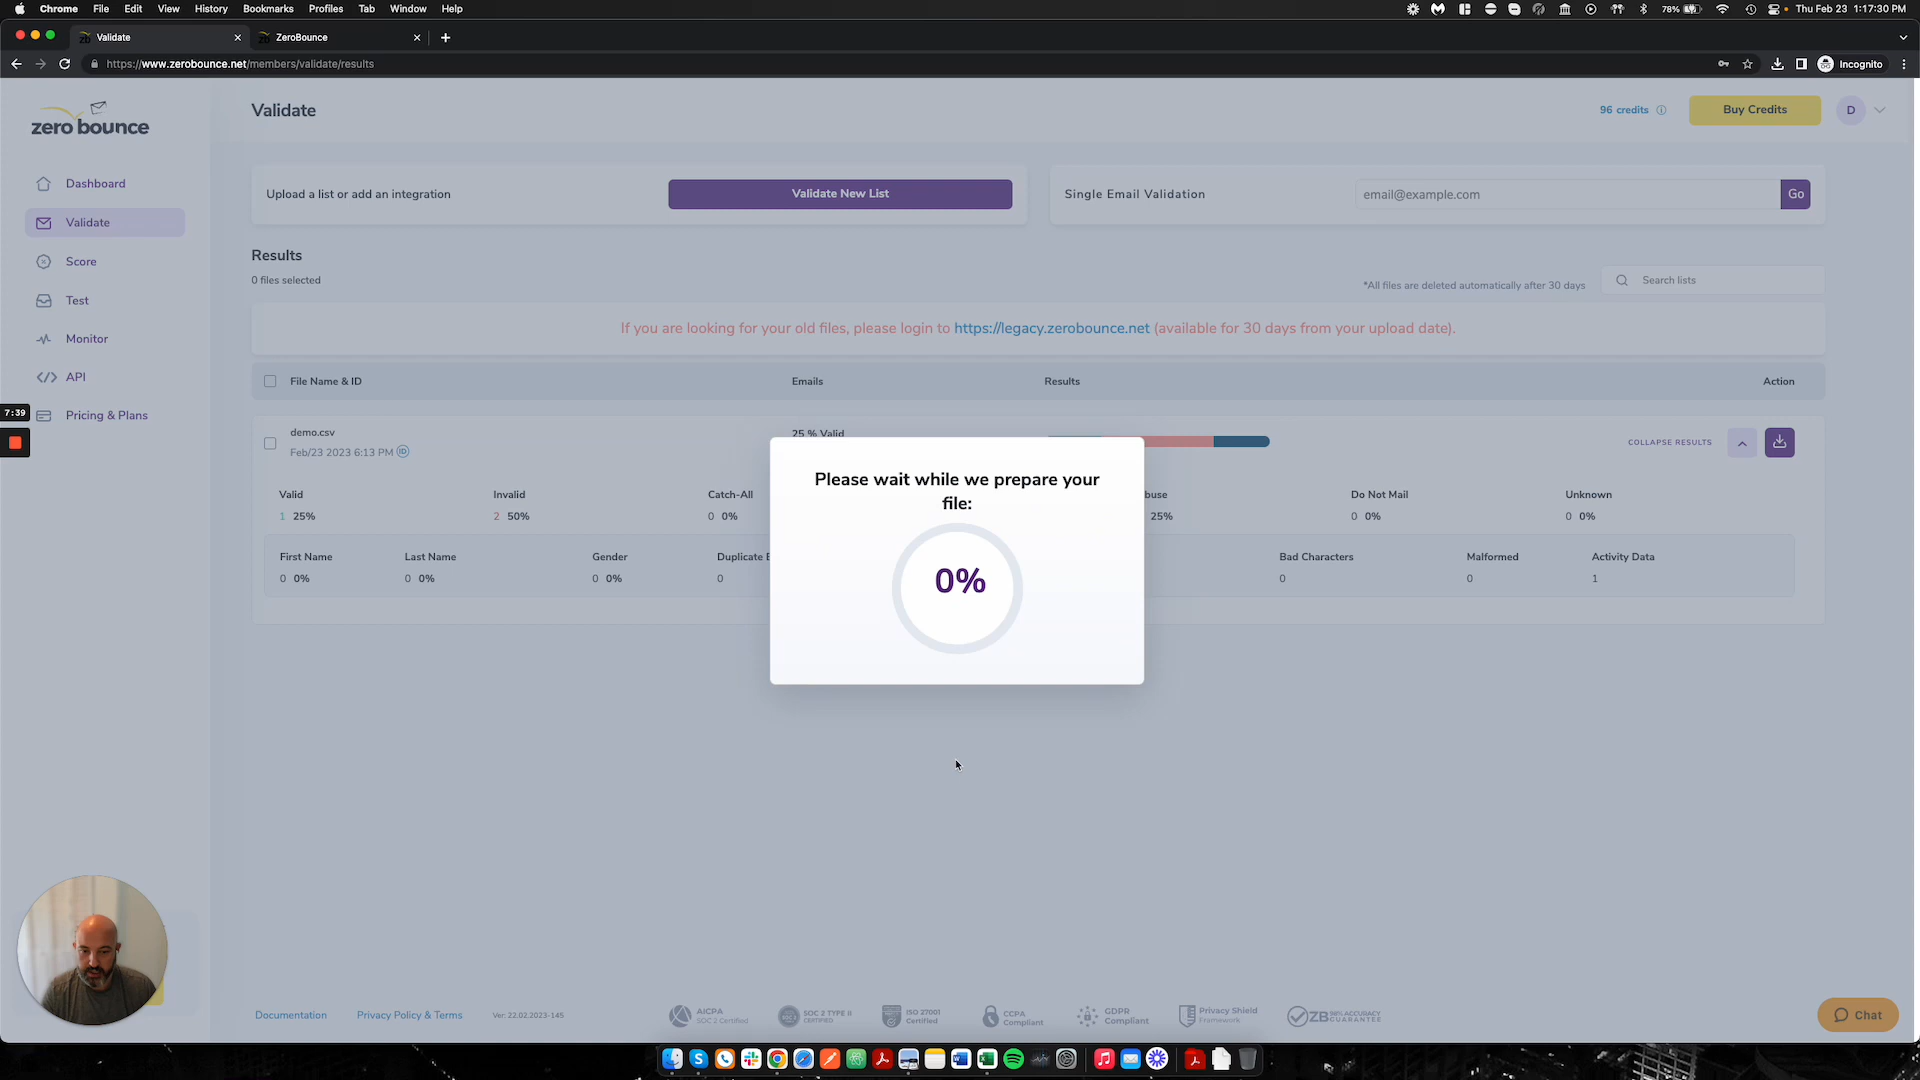 Chrome File Edit View History Bookmarks Profiles Tab Window Help
78% Thu Feb 23 1:17:30 PM
Validate
ZeroBounce
https://www.zerobounce.net/members/validate/results
Incognito
zero bounce
Validate
96 credits
Buy Credits
D
Dashboard
Validate
Score
Test
Monitor
API
Pricing & Plans
7:39
Upload a list or add an integration
Validate New List
Single Email Validation
email@example.com
Go
Results
0 files selected
*All files are deleted automatically after 30 days
Search lists
If you are looking for your old files, please login to https://legacy.zerobounce.net (available for 30 days from your upload date).
File Name & ID Emails Results Action
demo.csv
Feb/23 2023 6:13 PM ID
25 % Valid
COLLAPSE RESULTS
Valid Invalid Catch-All buse Do Not Mail Unknown
1 25% 2 50% 0 0% 25% 0 0% 0 0%
First Name Last Name Gender Duplicate E Bad Characters Malformed Activity Data
0 0% 0 0% 0 0% 0 0 0 1
Please wait while we prepare your
file:
0%
Documentation
Privacy Policy & Terms
Ver: 22.02.2023-145
AICPA
SOC 2 Certified
SOC 2 TYPE II
CERTIFIED
ISO 27001
Certified
CCPA
Compliant
GDPR
Compliant
Privacy Shield
Framework
ZB 98% ACCURACY
GUARANTEE
Chat